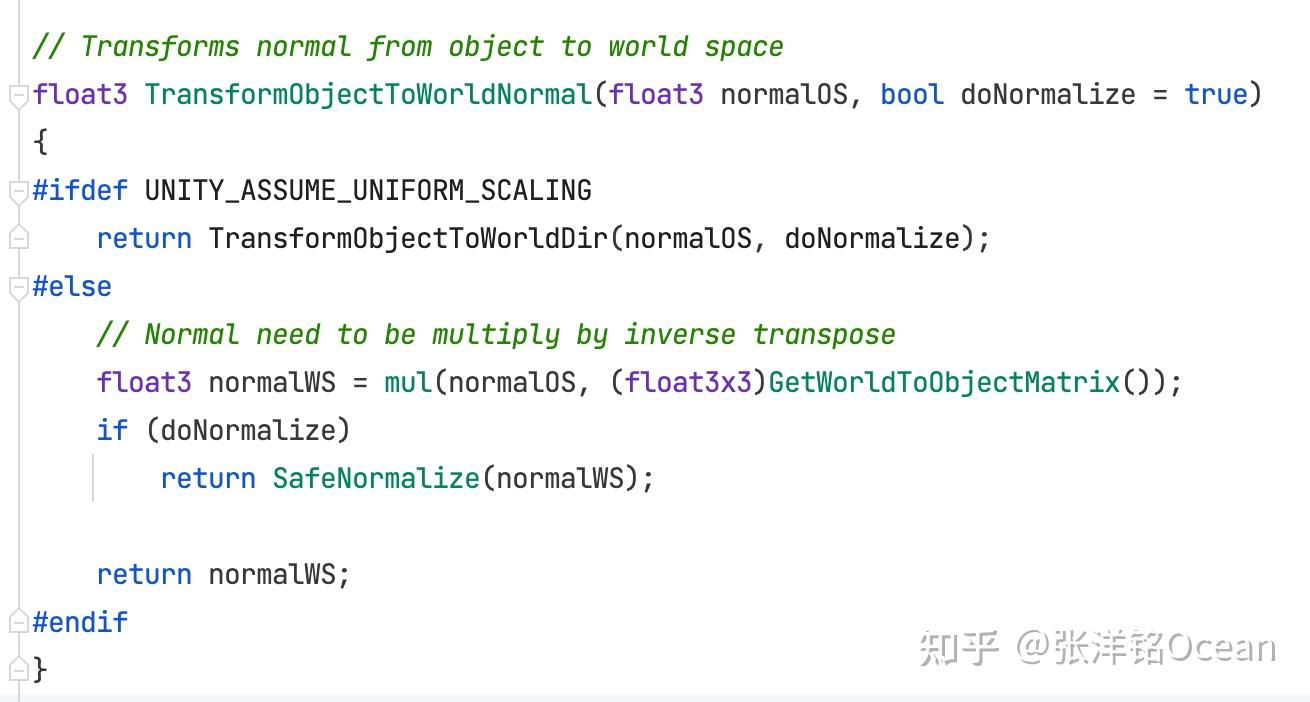 // Transforms normal from object to world space
float3 TransformObjectToWorldNormal(float3 normalOS, bool doNormalize = true)
{
#ifdef UNITY_ASSUME_UNIFORM_SCALING
    return TransformObjectToWorldDir(normalOS, doNormalize);
#else
    // Normal need to be multiply by inverse transpose
    float3 normalWS = mul(normalOS, (float3x3)GetWorldToObjectMatrix());
    if (doNormalize)
        return SafeNormalize(normalWS);
    return normalWS;
#endif
}
知乎 @张洋铭Ocean